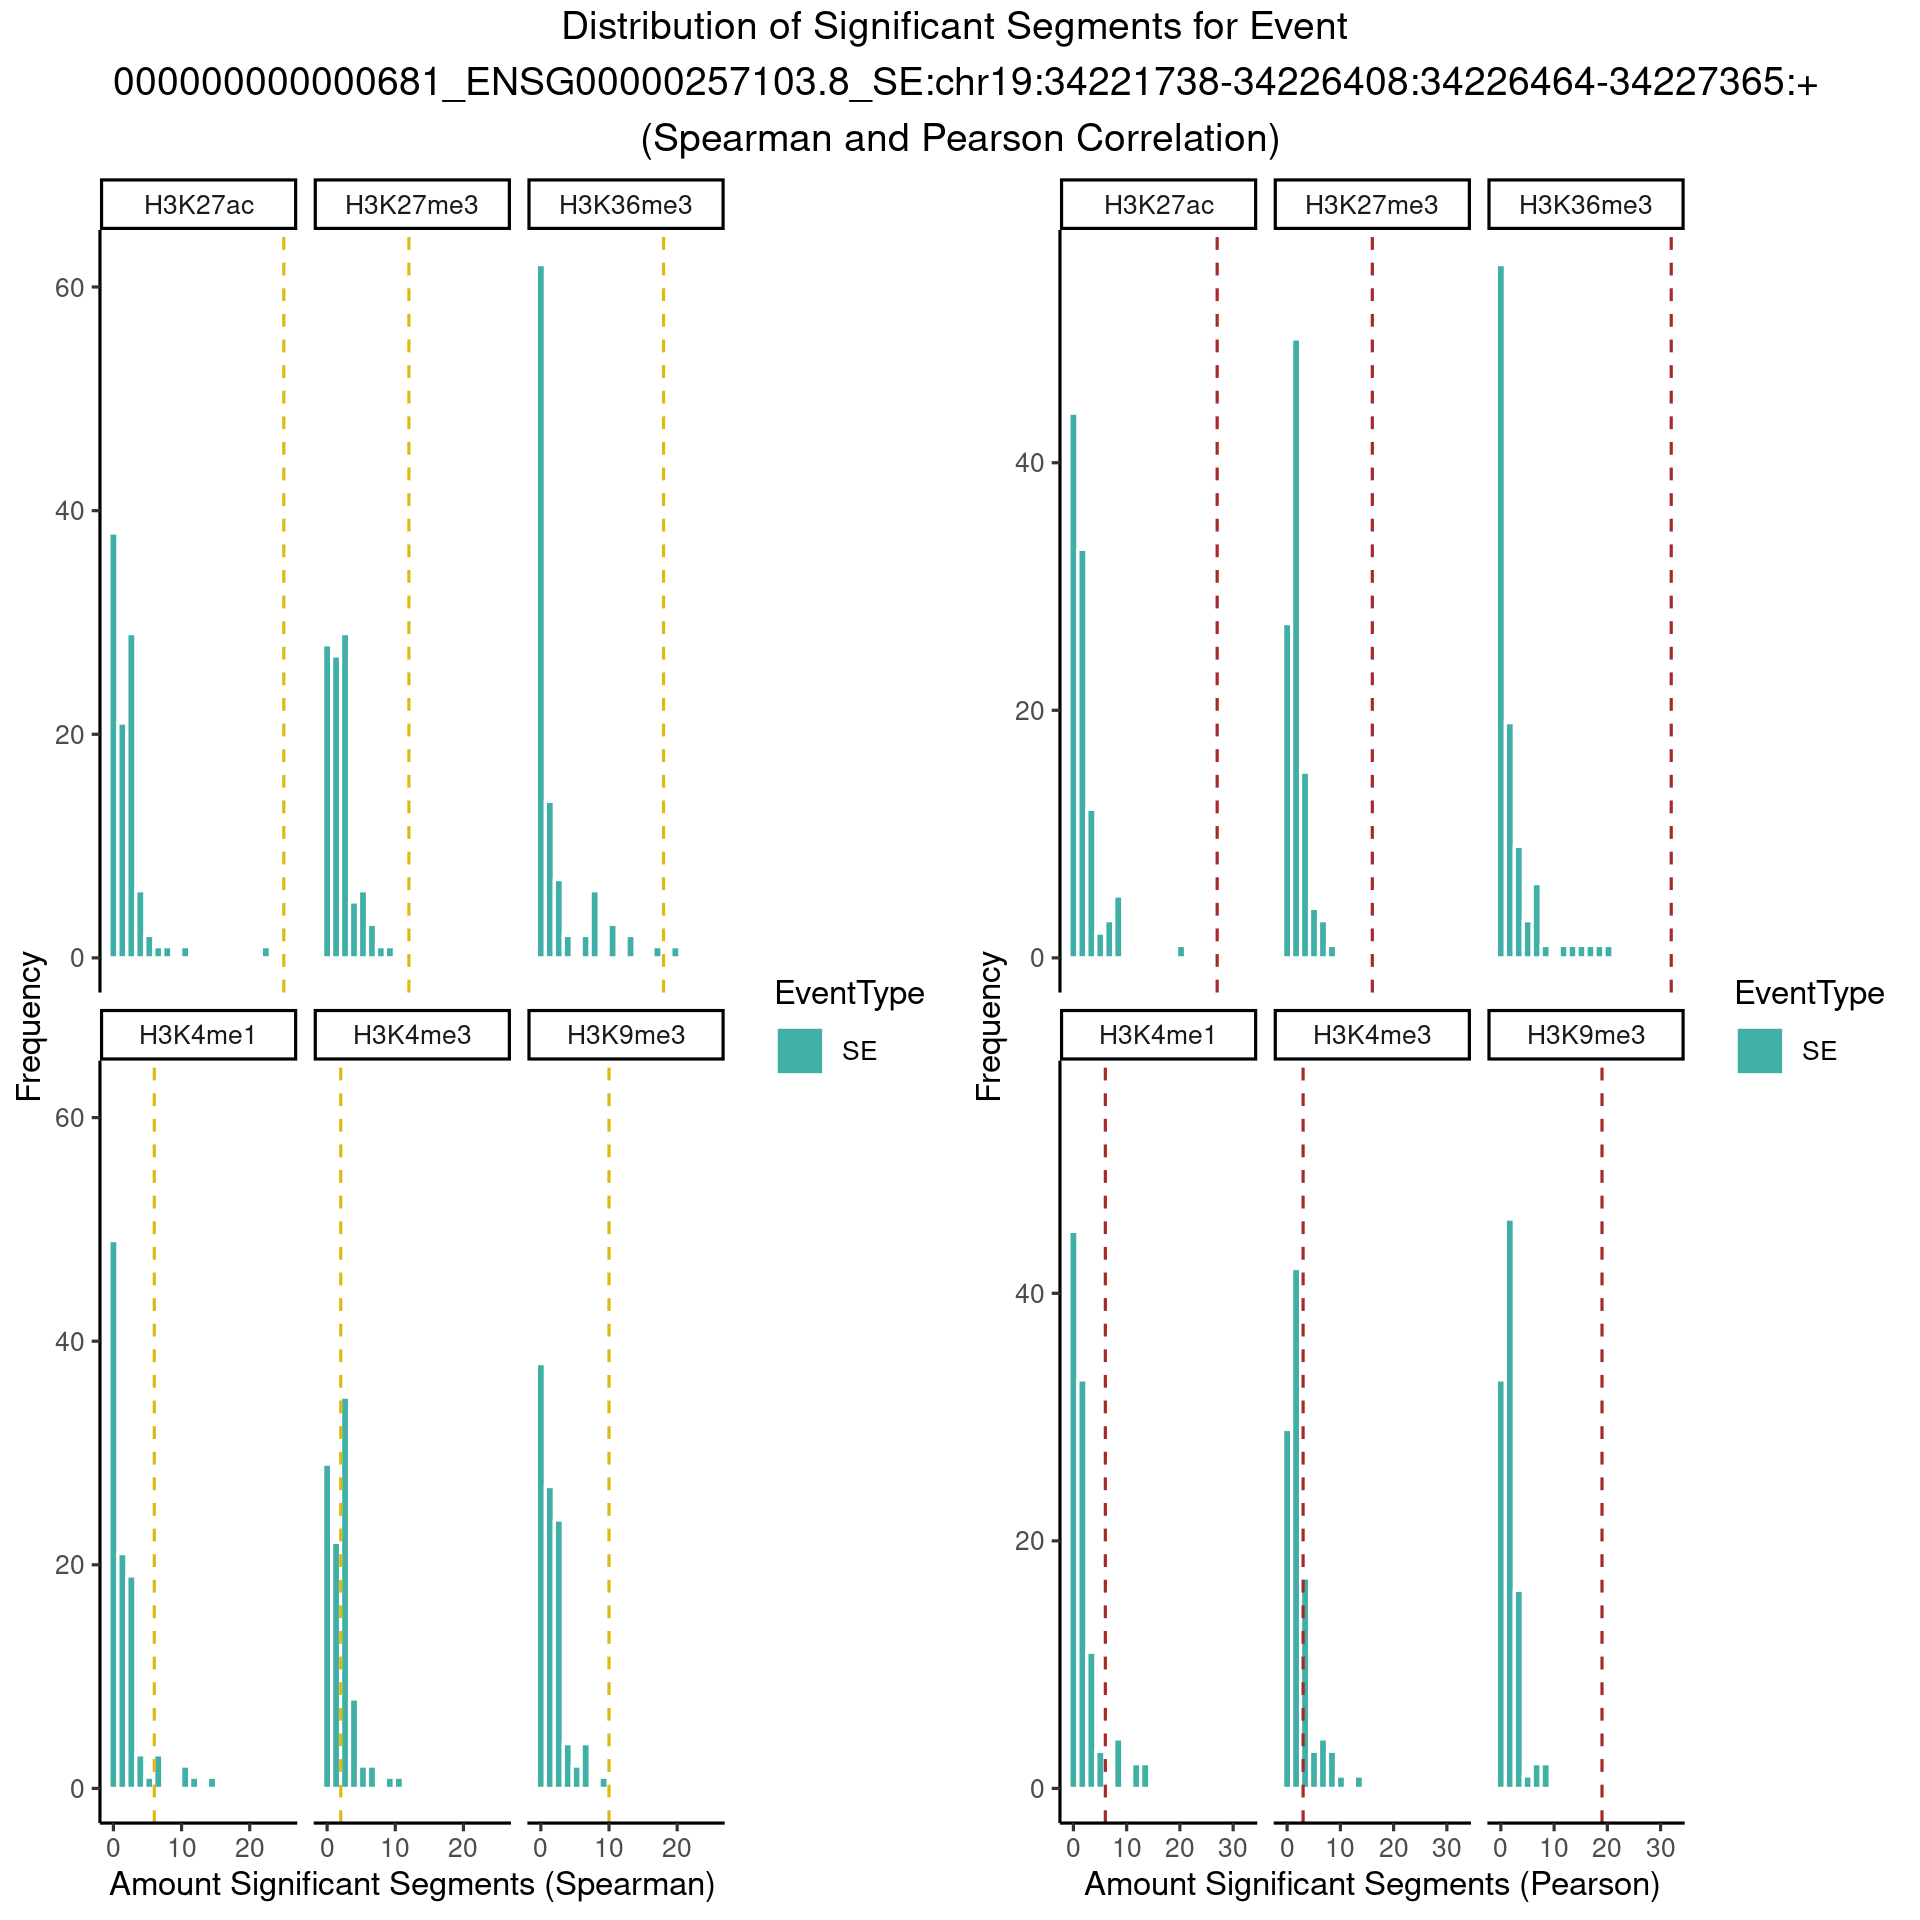 Distribution of Significant Segments for Event
000000000000681_ENSG00000257103.8_SE:chr19:34221738-34226408:34226464-34227365:+
(Spearman and Pearson Correlation)
H3K27ac H3K27me3 H3K36me3
60
40
20
0
H3K4me1 H3K4me3 H3K9me3
60
40
20
0
0 10 20 0 10 20 0 10 20
Frequency
Amount Significant Segments (Spearman)
EventType
SE
H3K27ac H3K27me3 H3K36me3
40
20
0
H3K4me1 H3K4me3 H3K9me3
40
20
0
0 10 20 30 0 10 20 30 0 10 20 30
Frequency
Amount Significant Segments (Pearson)
EventType
SE